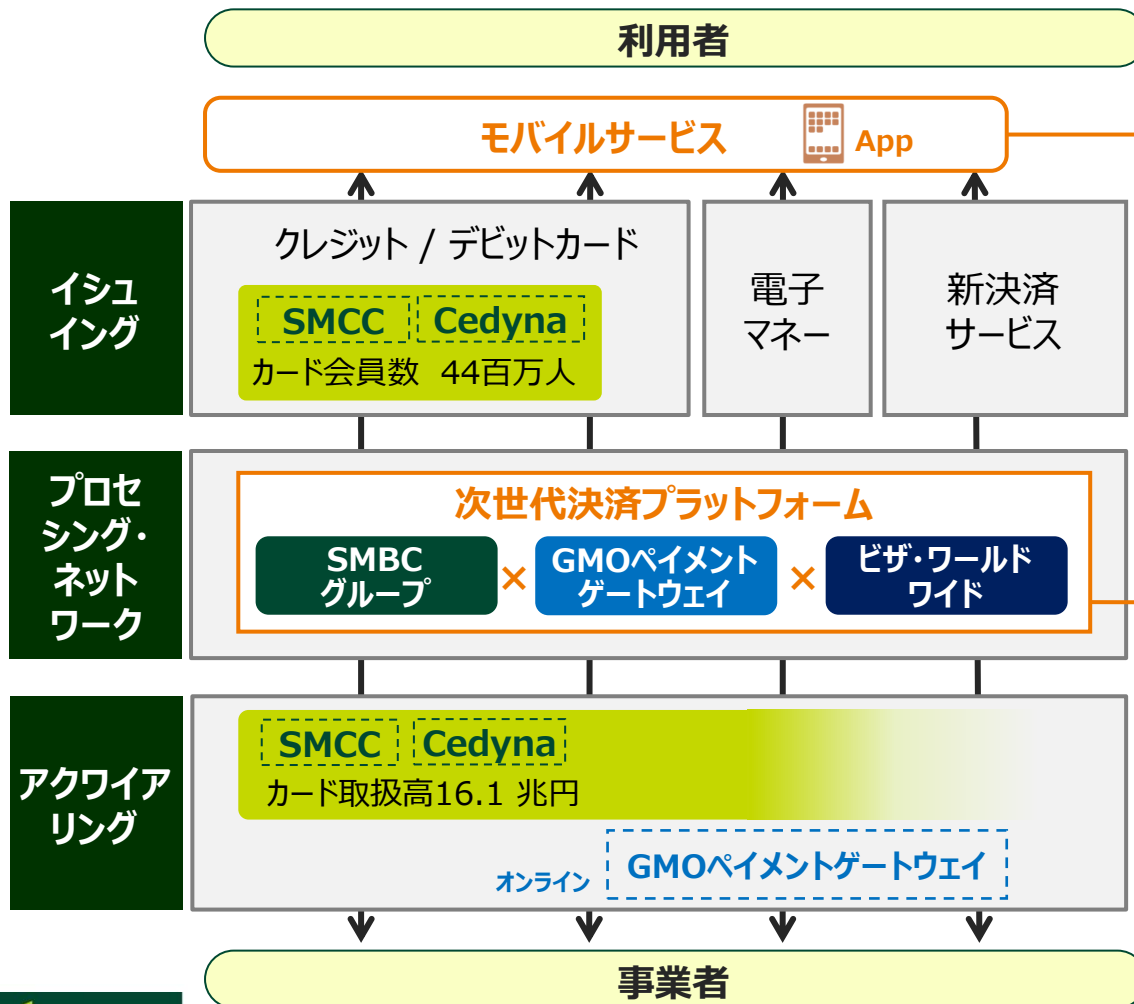 利用者
モバイルサービス App
イシュ
イング
クレジット / デビットカード
SMCC Cedyna
カード会員数 44百万人
電子
マネー
新決済
サービス
プロセ
シング・
ネット
ワーク
次世代決済プラットフォーム
SMBC
グループ
×
GMOペイメント
ゲートウェイ
×
ビザ・ワールド
ワイド
アクワイア
リング
SMCC Cedyna
カード取扱高16.1 兆円
オンライン GMOペイメントゲートウェイ
事業者